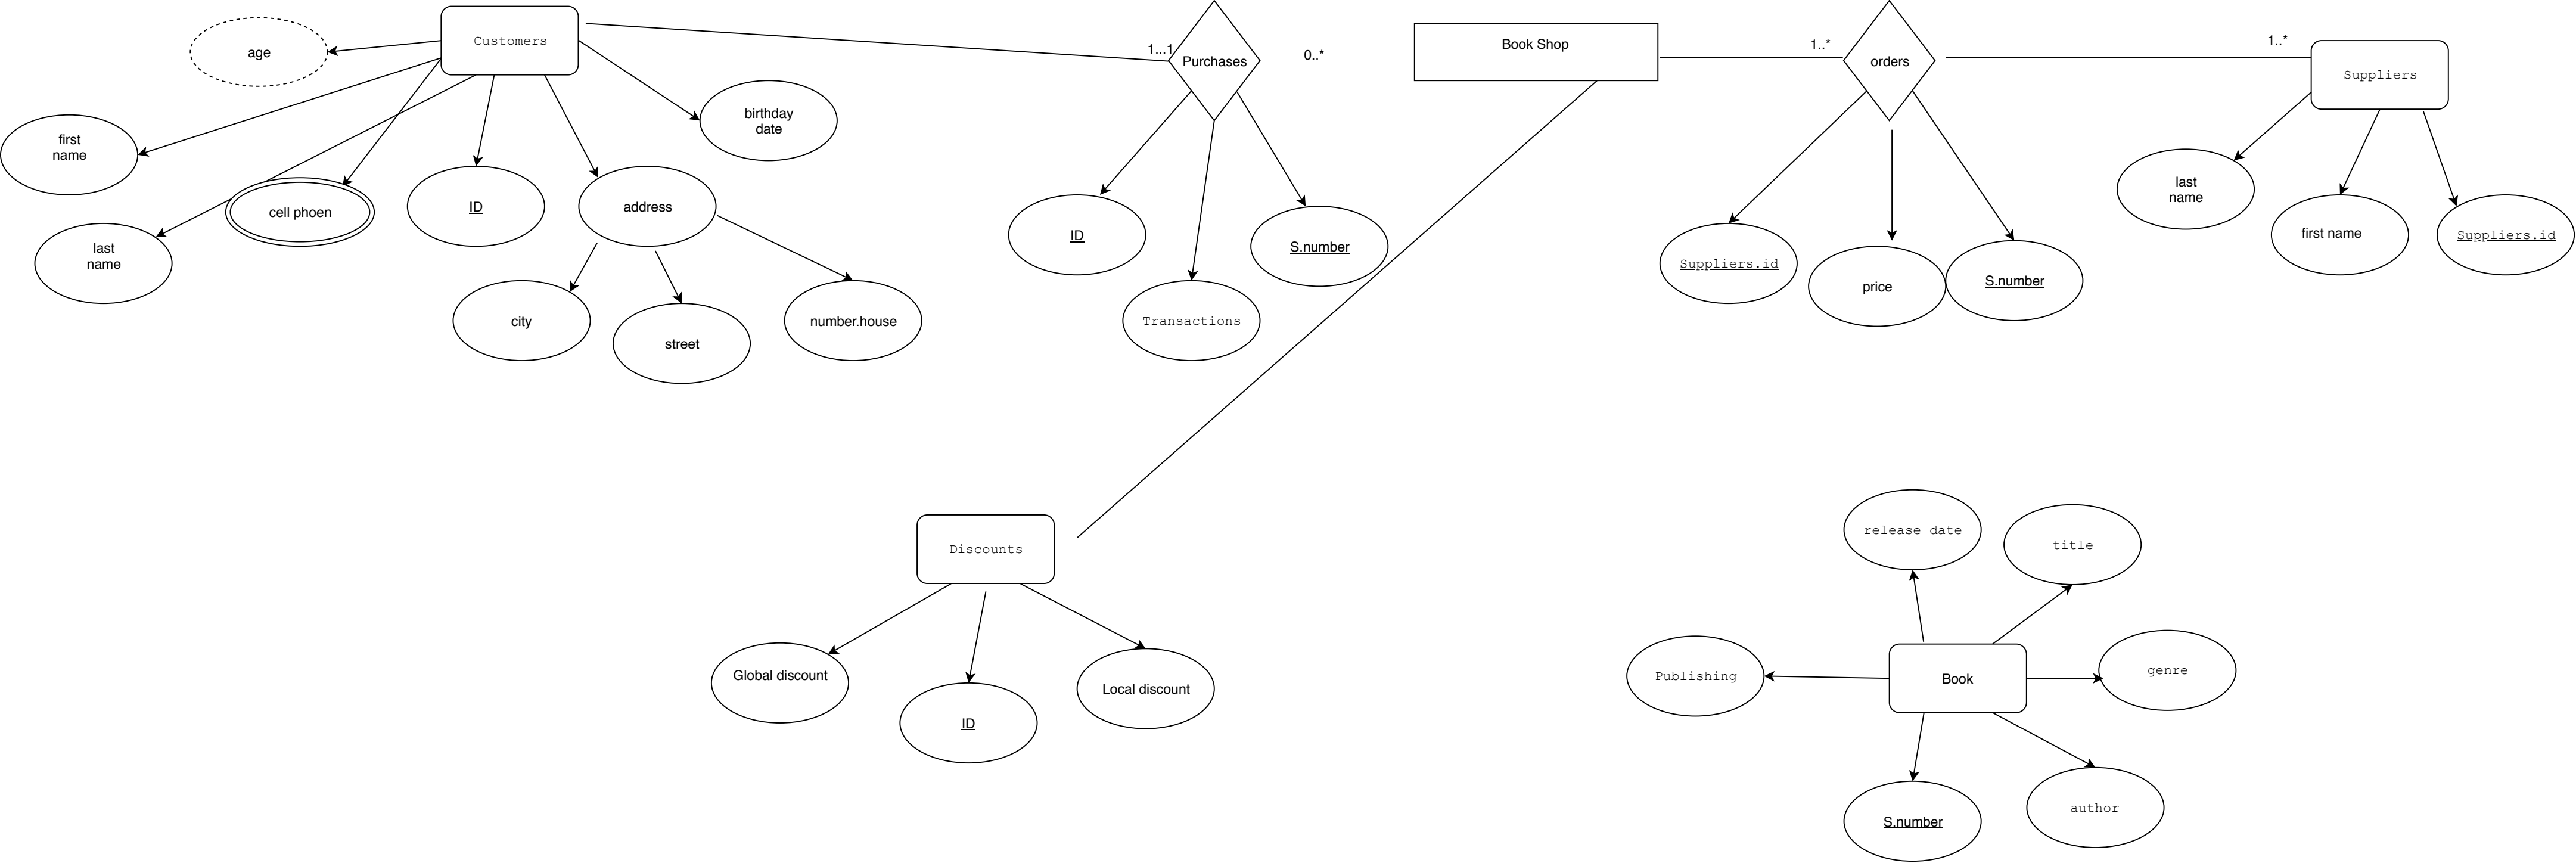 Customers
age
first
name
last
name
cell phoen
ID
address
birthday
date
city
street
number.house
1...1
Purchases
0..*
ID
Transactions
S.number
Book Shop
1..*
orders
1..*
Suppliers
Suppliers.id
price
S.number
last
name
first name
Suppliers.id
Discounts
Global discount
ID
Local discount
release date
title
Publishing
Book
genre
S.number
author